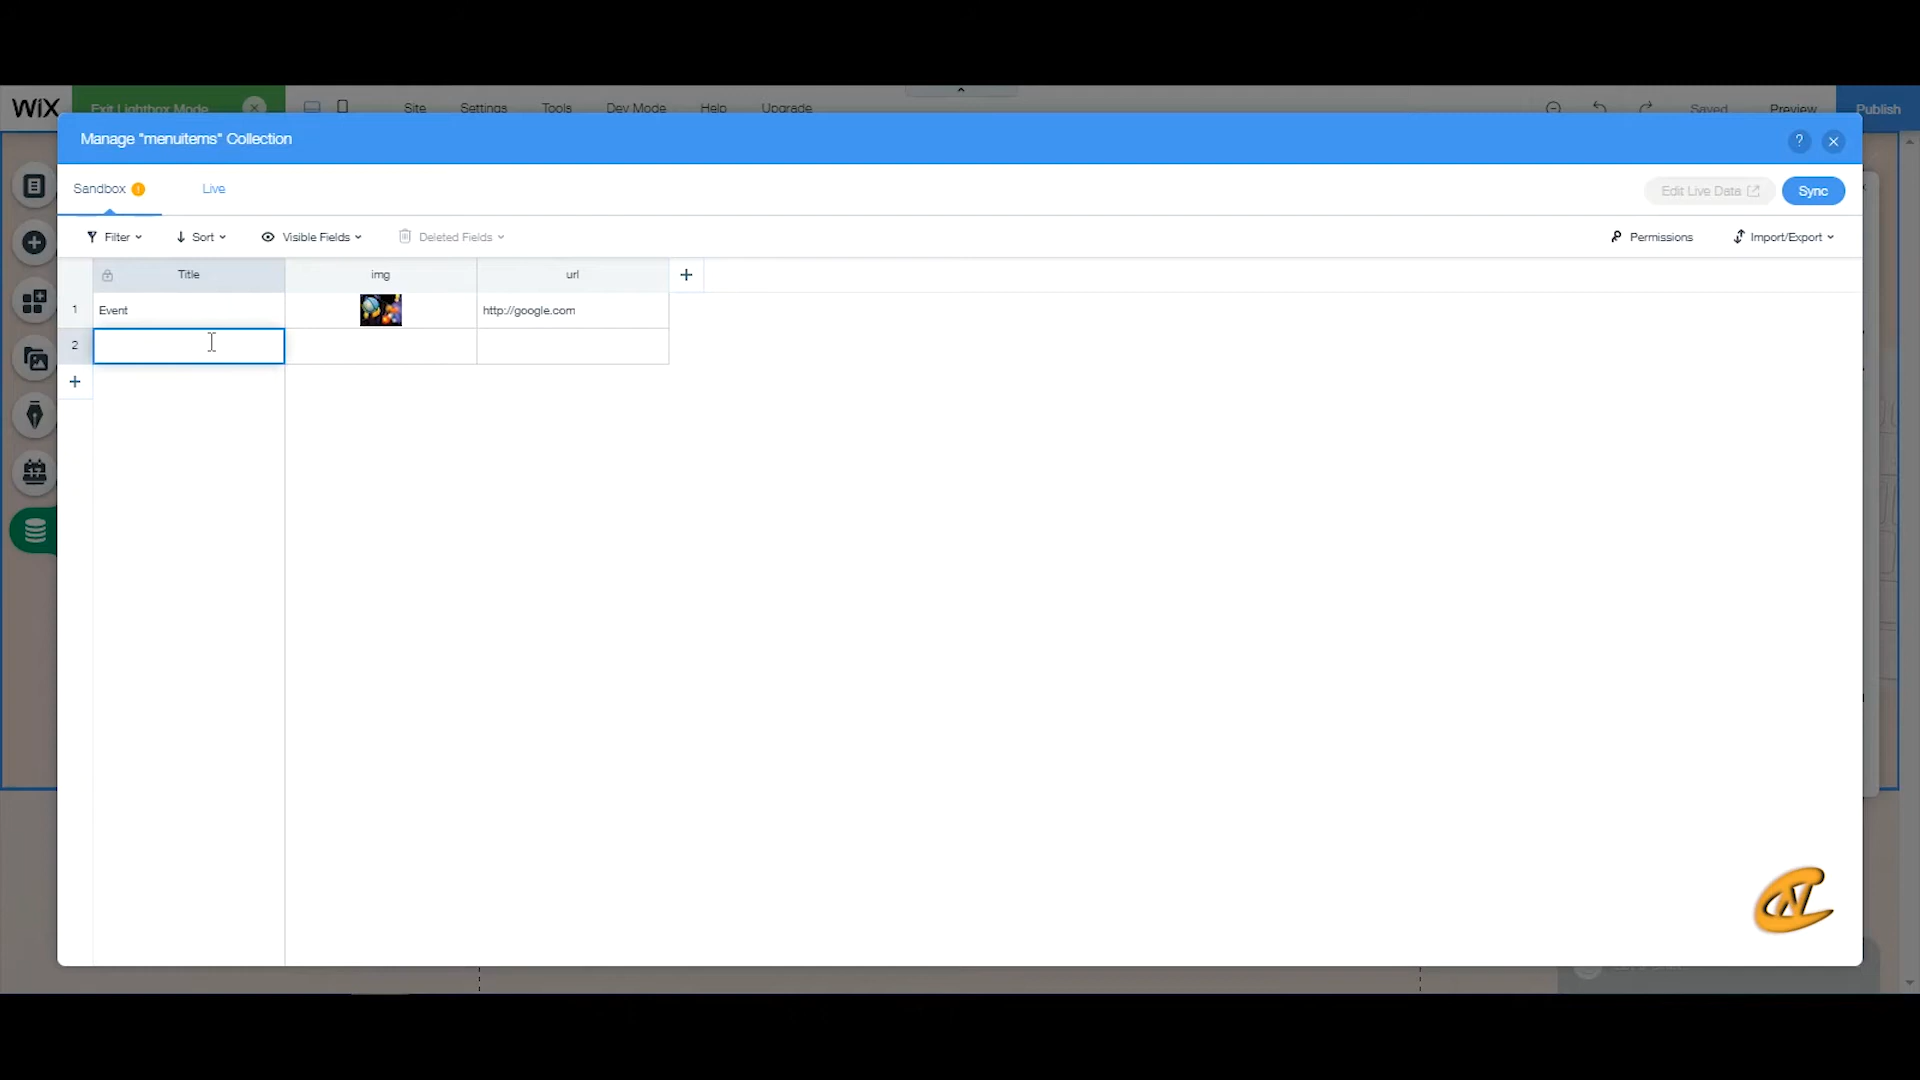 WiX Exit Lightbox Mode Site Settings Tools Dev Mode Help Upgrade Saved Preview Publish
Manage "menuitems" Collection ?
Sandbox ! Live Edit Live Data Sync
Filter Sort Visible Fields Deleted Fields Permissions Import/Export
Title img url
1 Event http://google.com
2